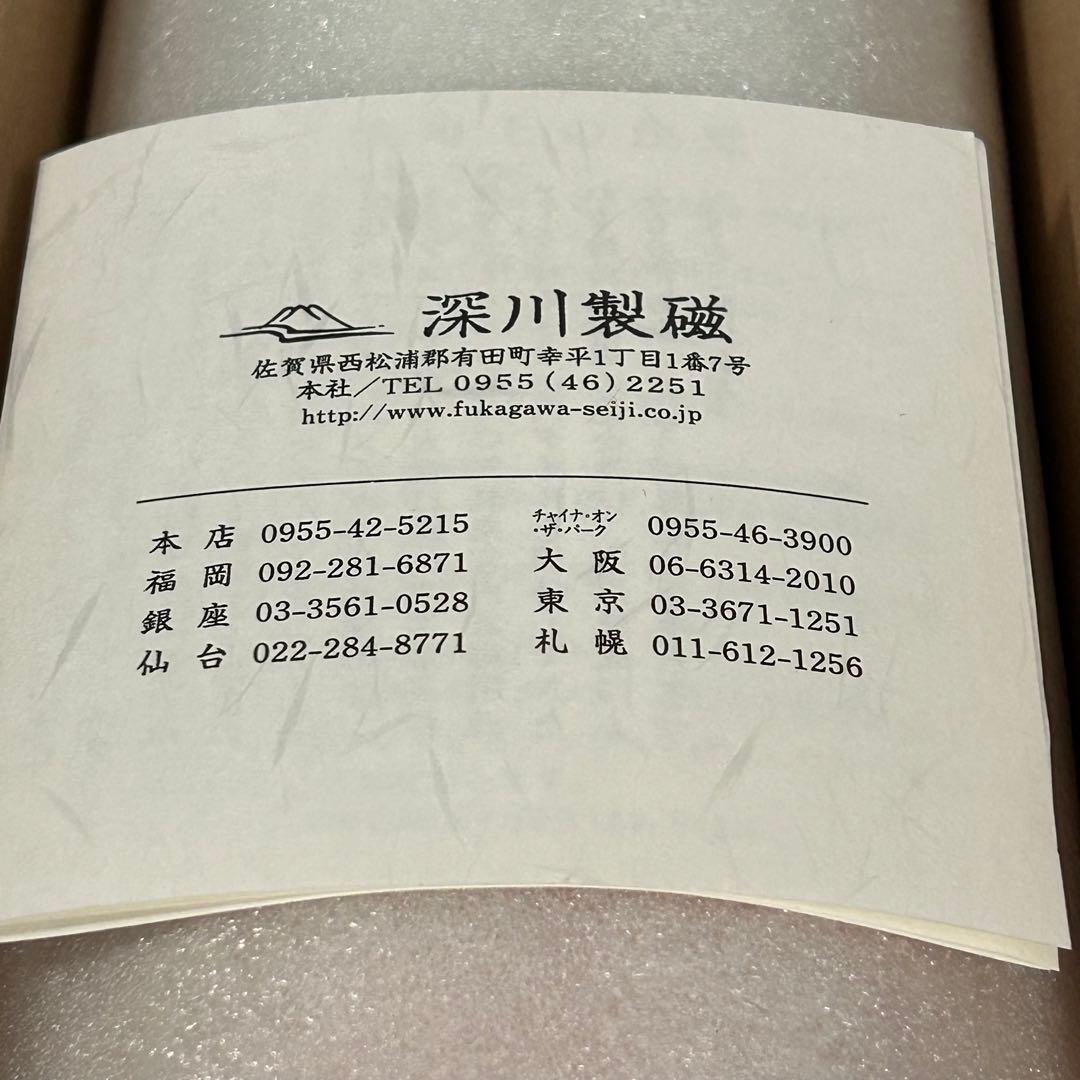 深川製磁
佐賀県西松浦郡有田町幸平1丁目1番7号
本社／TEL 0955（46）2251
http://www.fukagawa-seiji.co.jp
本店 0955-42-5215
福岡 092-281-6871
銀座 03-3561-0528
仙台 022-284-8771
チャイナ・オン
・ザ・パーク 0955-46-3900
大阪 06-6314-2010
東京 03-3671-1251
札幌 011-612-1256